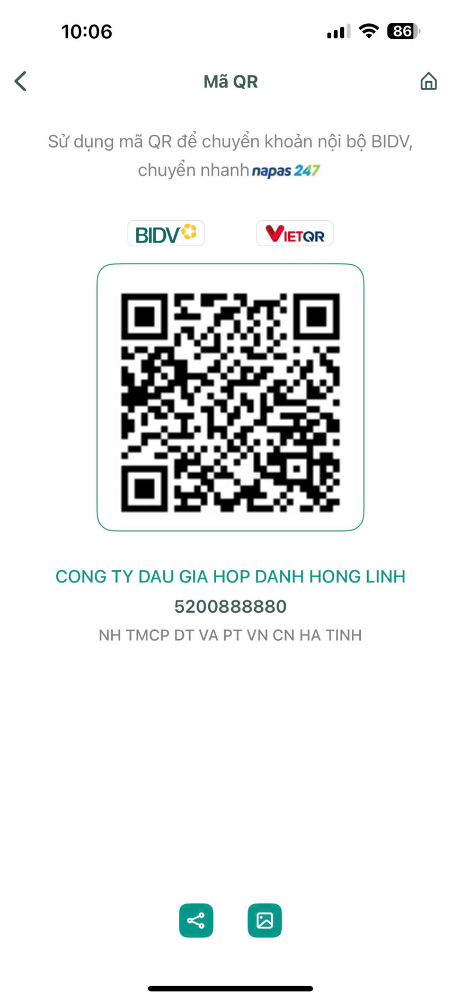 10:06
86
Mã QR
Sử dụng mã QR để chuyển khoản nội bộ BIDV,
chuyển nhanh napas 247
BIDV
VIETQR
CONG TY DAU GIA HOP DANH HONG LINH
5200888880
NH TMCP DT VA PT VN CN HA TINH